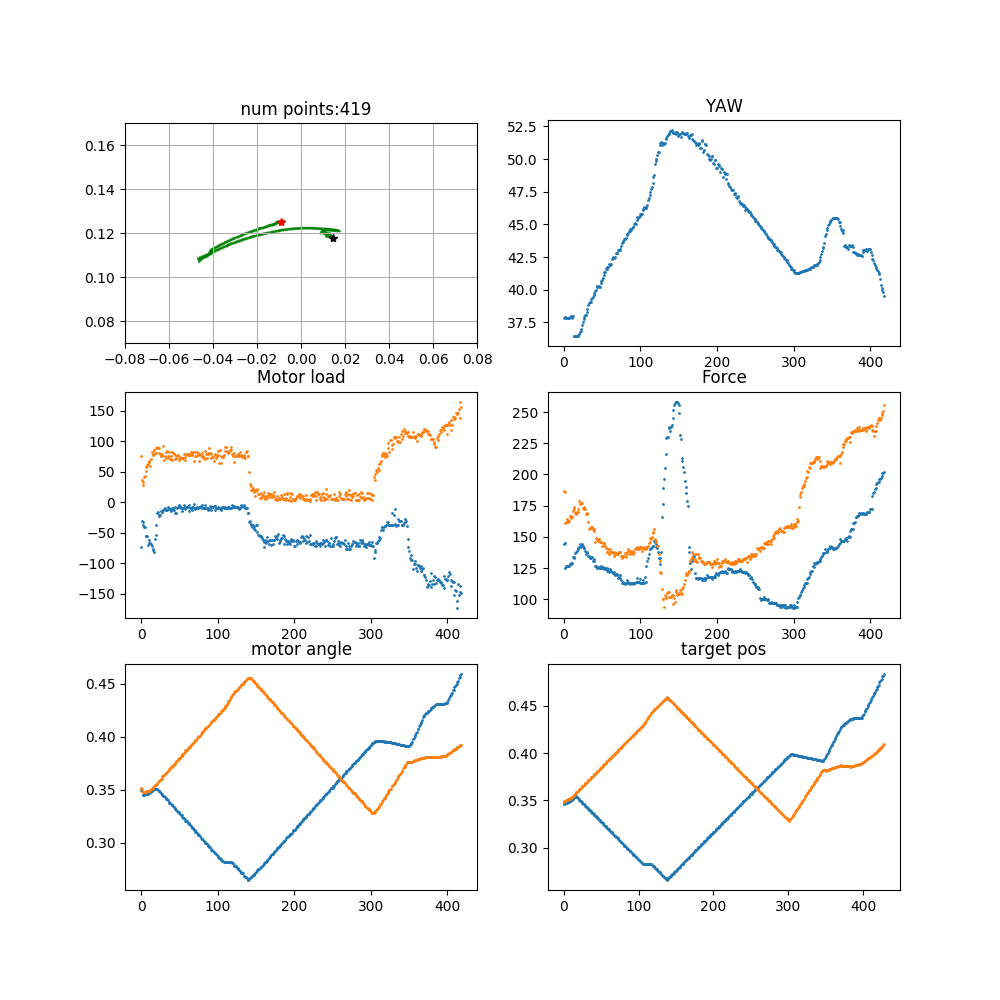 num points:419
0.16
0.14
0.12
0.10
0.08
−0.08 −0.06 −0.04 −0.02 0.00 0.02 0.04 0.06 0.08
YAW
52.5
50.0
47.5
45.0
42.5
40.0
37.5
0 100 200 300 400
Motor load
150
100
50
0
−50
−100
−150
0 100 200 300 400
Force
250
225
200
175
150
125
100
0 100 200 300 400
motor angle
0.45
0.40
0.35
0.30
0 100 200 300 400
target pos
0.45
0.40
0.35
0.30
0 100 200 300 400